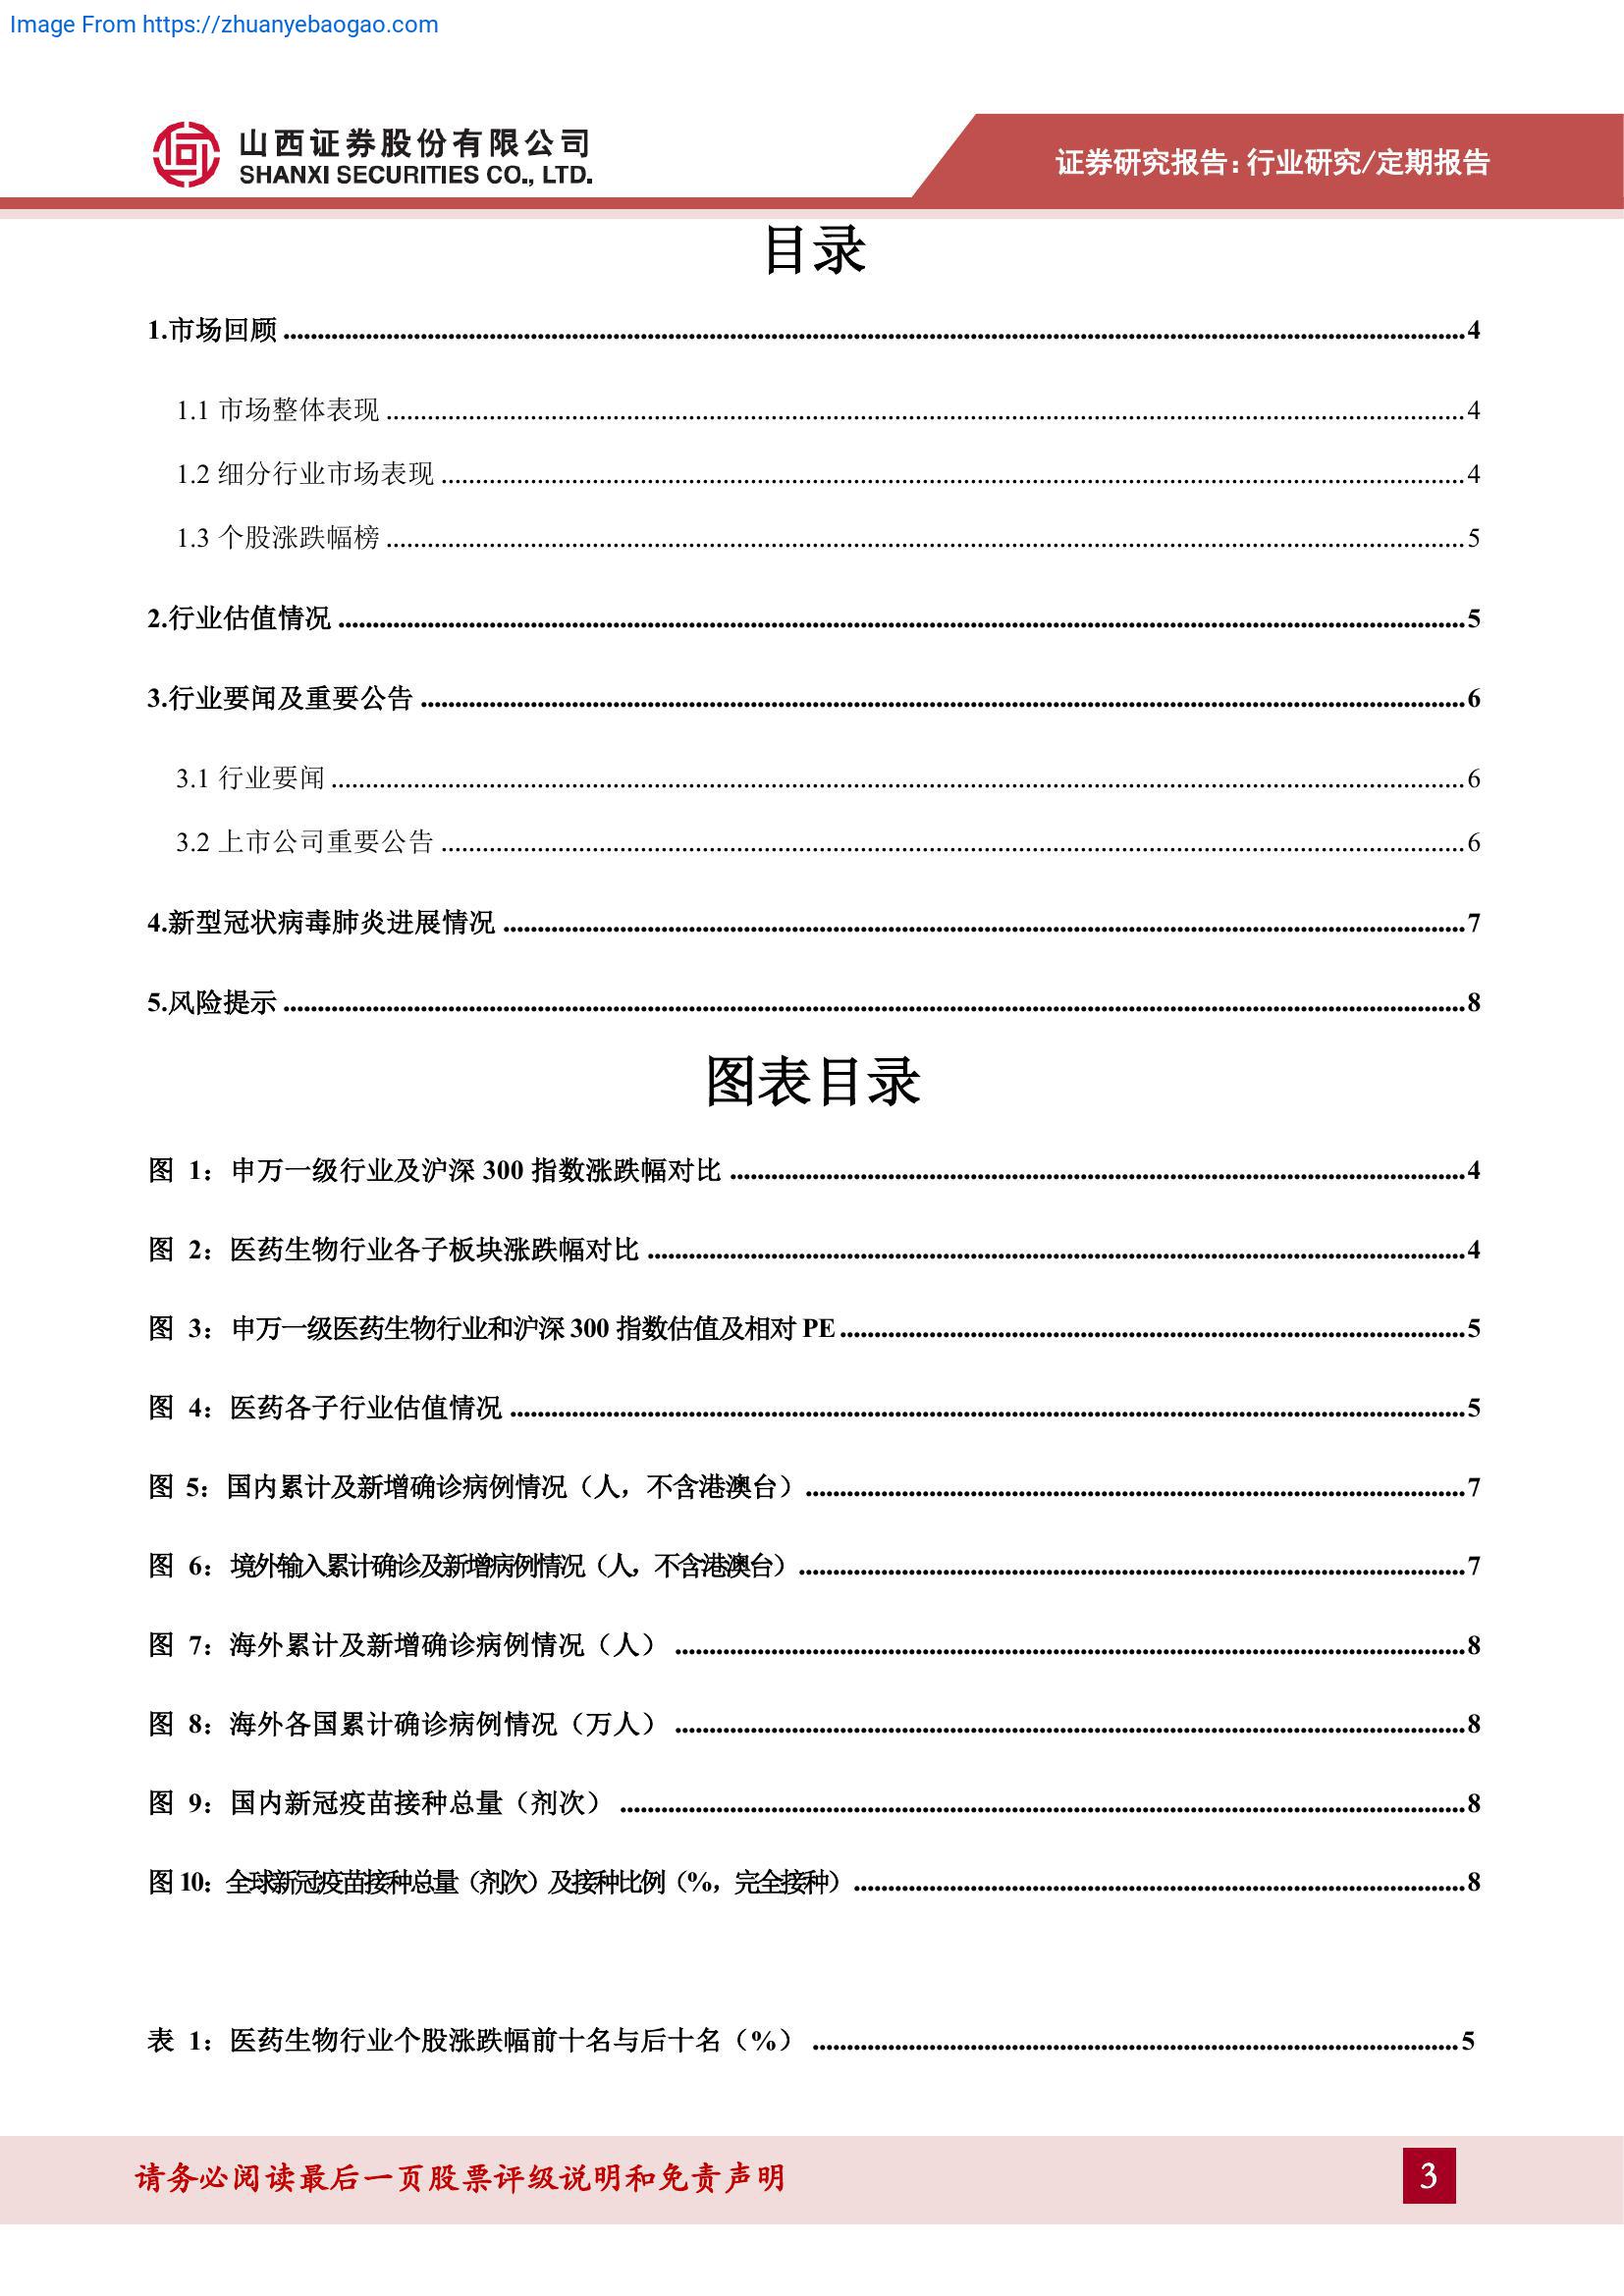 Image From https://zhuanyebaogao.com
山西证券股份有限公司
SHANXI SECURITIES CO., LTD.
证券研究报告:行业研究/定期报告
目录
1.市场回顾 ........ 4
1.1 市场整体表现 ........ 4
1.2 细分行业市场表现 ........ 4
1.3 个股涨跌幅榜 ........ 5
2.行业估值情况 ........ 5
3.行业要闻及重要公告 ........ 6
3.1 行业要闻 ........ 6
3.2 上市公司重要公告 ........ 6
4.新型冠状病毒肺炎进展情况 ........ 7
5.风险提示 ........ 8
图表目录
图 1：申万一级行业及沪深 300 指数涨跌幅对比 ........ 4
图 2：医药生物行业各子板块涨跌幅对比 ........ 4
图 3：申万一级医药生物行业和沪深 300 指数估值及相对 PE ........ 5
图 4：医药各子行业估值情况 ........ 5
图 5：国内累计及新增确诊病例情况（人，不含港澳台） ........ 7
图 6：境外输入累计确诊及新增病例情况（人，不含港澳台） ........ 7
图 7：海外累计及新增确诊病例情况（人） ........ 8
图 8：海外各国累计确诊病例情况（万人） ........ 8
图 9：国内新冠疫苗接种总量（剂次） ........ 8
图 10：全球新冠疫苗接种总量（剂次）及接种比例（%，完全接种） ........ 8
表 1：医药生物行业个股涨跌幅前十名与后十名（%） ........ 5
请务必阅读最后一页股票评级说明和免责声明
3